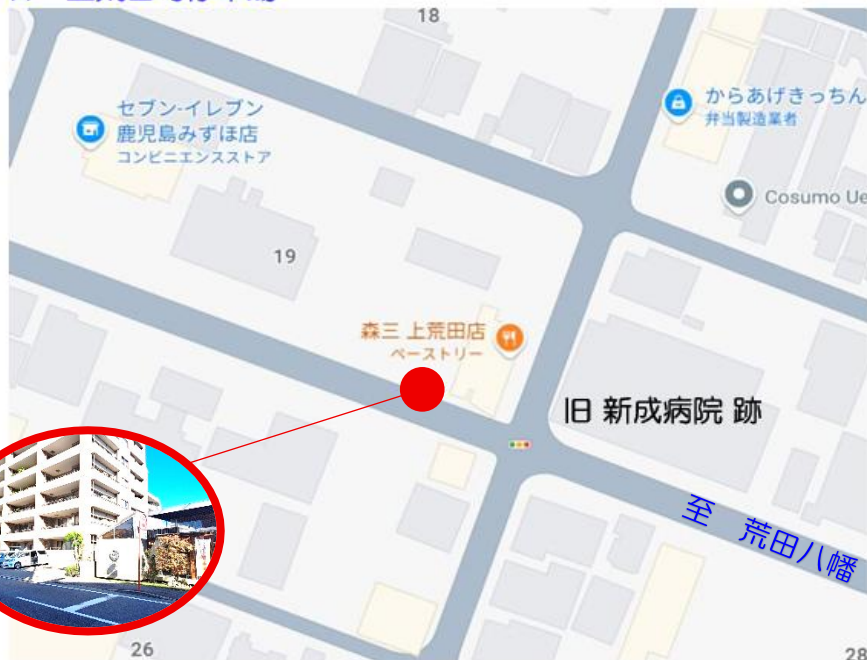 18
セブン-イレブン
鹿児島みずほ店
コンビニエンスストア
からあげきっちん
弁当製造業者
Cosumo Ue
19
森三 上荒田店
ペーストリー
旧 新成病院 跡
至 荒田八幡
26
28